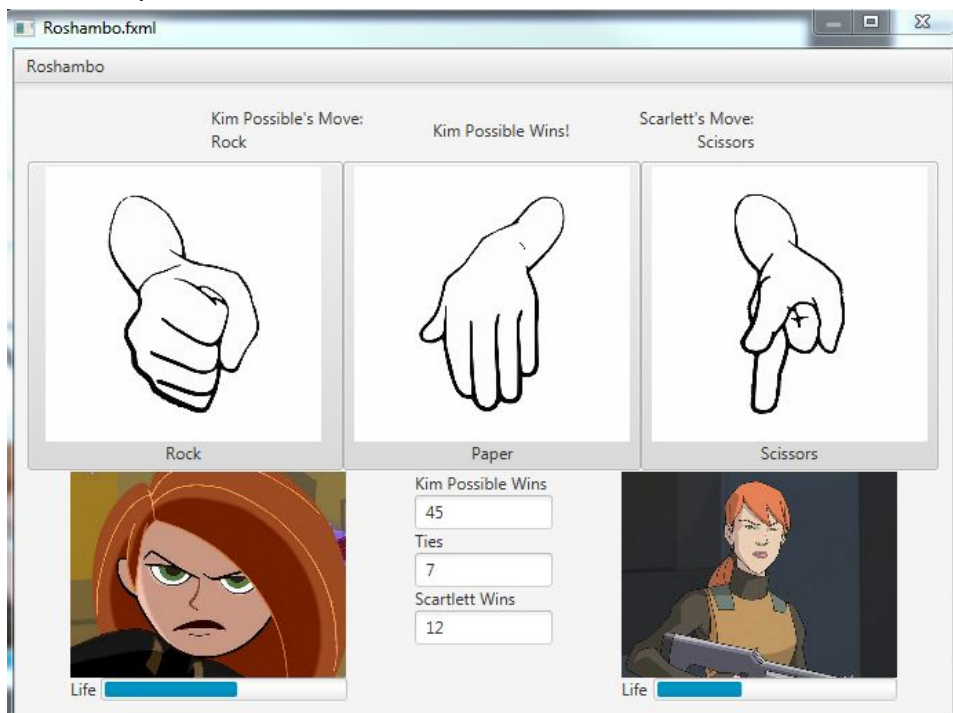 Roshambo.fxml
Roshambo
Kim Possible's Move:
Rock
Kim Possible Wins!
Scarlett's Move:
Scissors
Rock
Paper
Scissors
Kim Possible Wins
45
Ties
7
Scartlett Wins
12
Life
Life